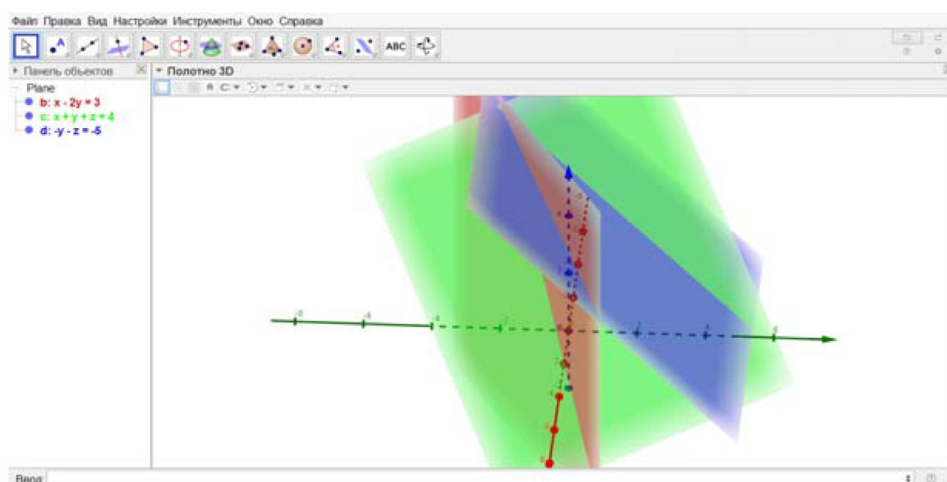 Файл Правка Вид Настройки Инструменты Окно Справка
ABC
Панель объектов
Полотно 3D
Plane
b: x - 2y = 3
c: x + y + z = 4
d: -y - z = -5
Ввод: